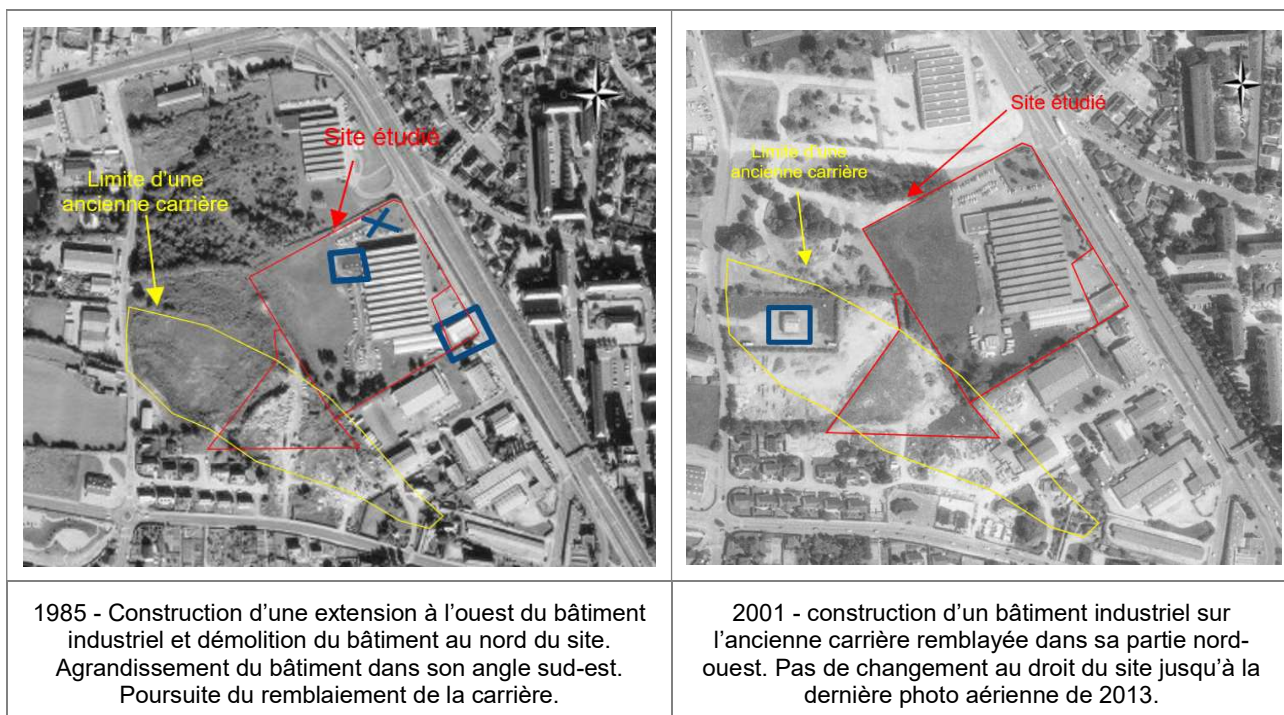 Site étudié
Limite d’une
ancienne carrière
Site étudié
Limite d’une
ancienne carrière
1985 - Construction d’une extension à l’ouest du bâtiment
industriel et démolition du bâtiment au nord du site.
Agrandissement du bâtiment dans son angle sud-est.
Poursuite du remblaiement de la carrière.
2001 - construction d’un bâtiment industriel sur
l’ancienne carrière remblayée dans sa partie nord-
ouest. Pas de changement au droit du site jusqu’à la
dernière photo aérienne de 2013.